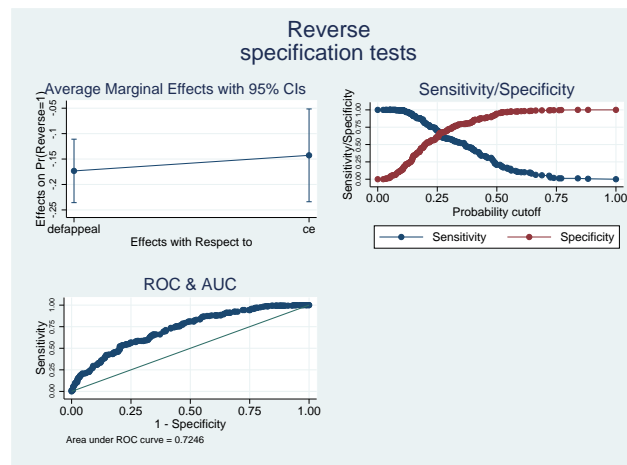 Reverse
specification tests
Average Marginal Effects with 95% CIs
Effects on Pr(Reverse=1)
-.05
-.1
-.15
-.2
-.25
defappeal
ce
Effects with Respect to
Sensitivity/Specificity
Sensitivity/Specificity
1.00
0.75
0.50
0.25
0.00
0.00
0.25
0.50
0.75
1.00
Probability cutoff
Sensitivity
Specificity
ROC & AUC
Sensitivity
1.00
0.75
0.50
0.25
0.00
0.00
0.25
0.50
0.75
1.00
1 - Specificity
Area under ROC curve = 0.7246